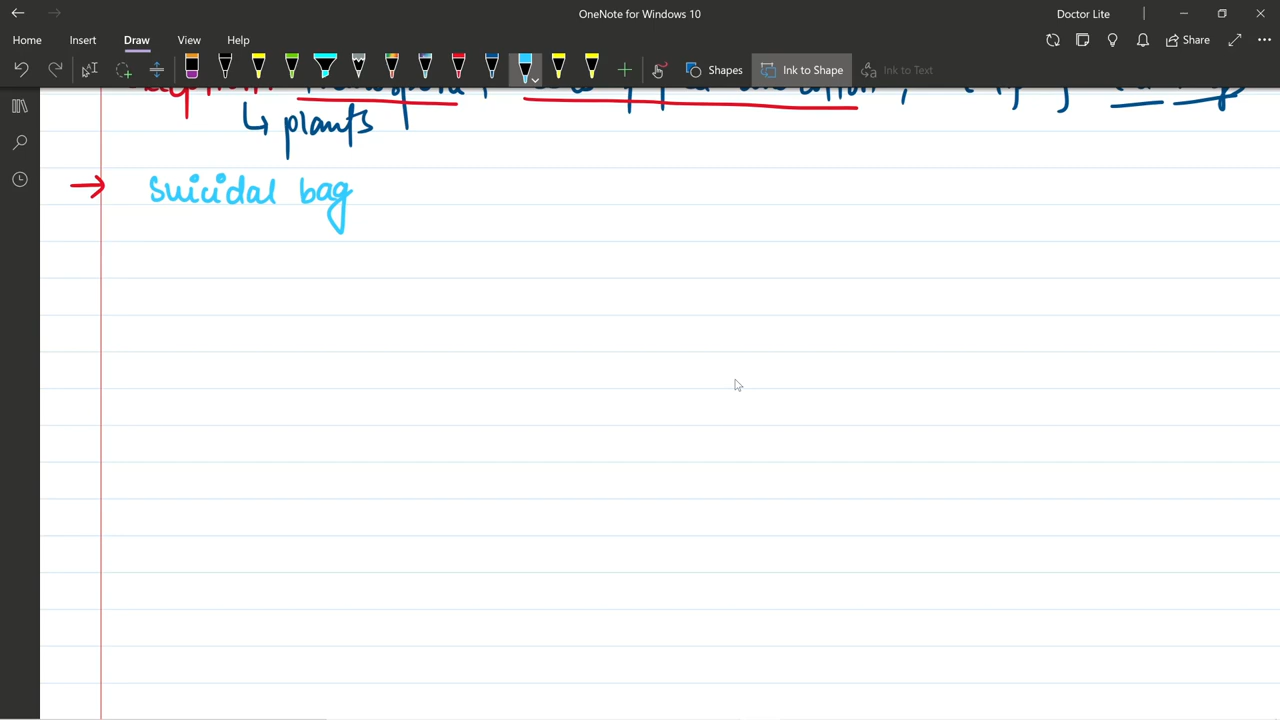 OneNote for Windows 10
Doctor Lite
Home Insert Draw View Help
Share
Shapes
Ink to Shape
Ink to Text
↳ plants
→ Suicidal bag